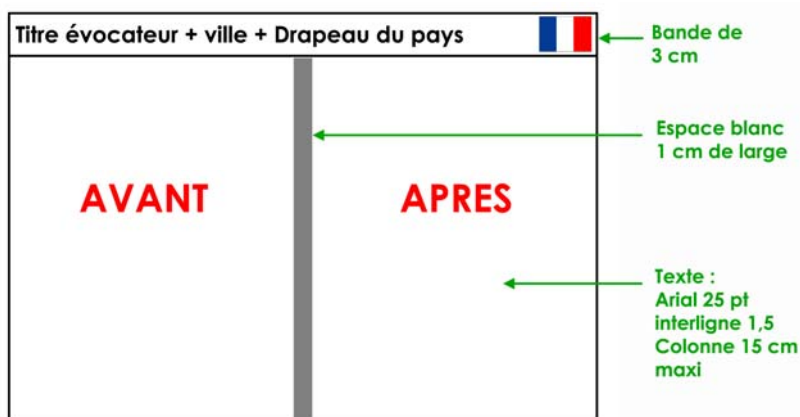 Titre évocateur + ville + Drapeau du pays
Bande de
3 cm
Espace blanc
1 cm de large
AVANT
APRES
Texte :
Arial 25 pt
interligne 1,5
Colonne 15 cm
maxi